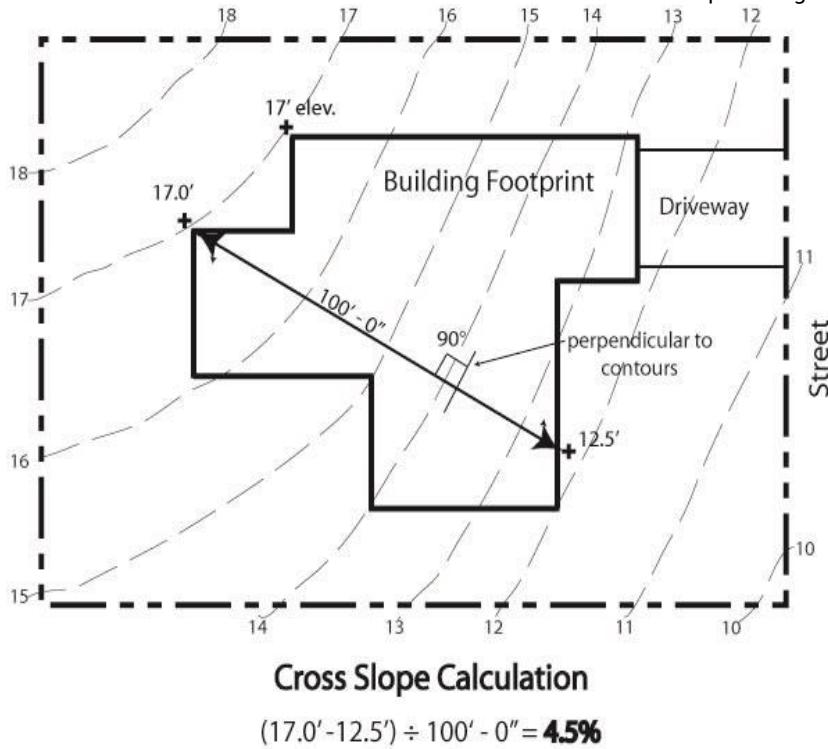 18 17 16 15 14 13 12
17' elev.
18
17.0'
Building Footprint
Driveway
11
17
100' - 0"
90°
perpendicular to
contours
Street
12.5'
16
10
15
14 13 12 11 10
Cross Slope Calculation
(17.0'-12.5') ÷ 100' - 0" = 4.5%